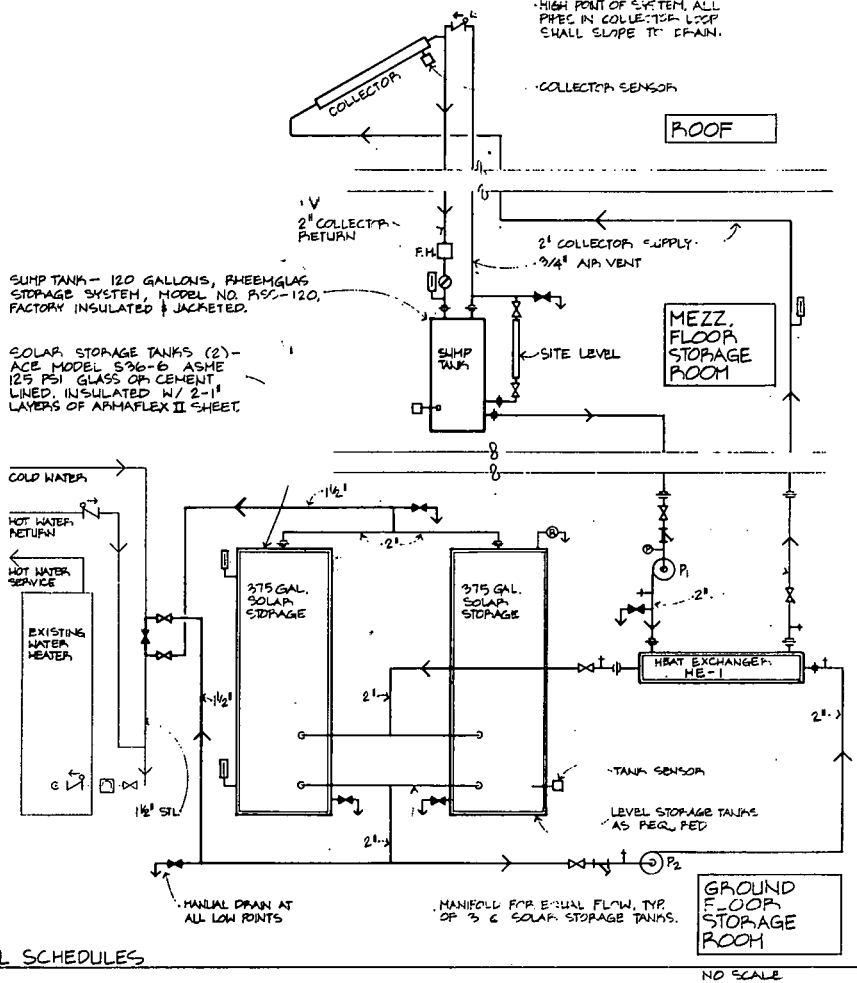 HIGH POINT OF SYSTEM, ALL
PIPES IN COLLECTOR LOOP
SHALL SLOPE TO DRAIN.
COLLECTOR
COLLECTOR SENSOR
ROOF
2" COLLECTOR
RETURN
F.H.
2" COLLECTOR SUPPLY
3/4" AIR VENT
SUMP TANK - 120 GALLONS, RHEEMGLAS
STORAGE SYSTEM, MODEL NO. RSS-120,
FACTORY INSULATED & JACKETED.
SUMP
TANK
SITE LEVEL
MEZZ.
FLOOR
STORAGE
ROOM
SOLAR STORAGE TANKS (2)-
ACE MODEL S36-6 ASME
125 PSI GLASS OR CEMENT
LINED. INSULATED W/ 2-1"
LAYERS OF ARMAFLEX II SHEET.
COLD WATER
1 1/2"
HOT WATER
RETURN
2"
HOT WATER
SERVICE
P1
375 GAL.
SOLAR
STORAGE
375 GAL.
SOLAR
STORAGE
2"
EXISTING
WATER
HEATER
HEAT EXCHANGER
HE-1
1 1/2"
2"
2"
TANK SENSOR
1 1/2" STL.
LEVEL STORAGE TANKS
AS
2"
P2
MANUAL DRAIN AT
ALL LOW POINTS
MANIFOLD FOR EQUAL FLOW, TYP.
OF 3 @ SOLAR STORAGE TANKS.
GROUND
FLOOR
STORAGE
ROOM
L SCHEDULES
NO SCALE